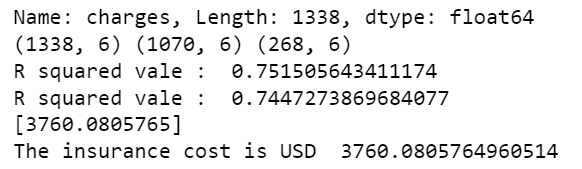 Name: charges, Length: 1338, dtype: float64
(1338, 6) (1070, 6) (268, 6)
R squared vale :  0.751505643411174
R squared vale :  0.7447273869684077
[3760.0805765]
The insurance cost is USD  3760.0805764960514